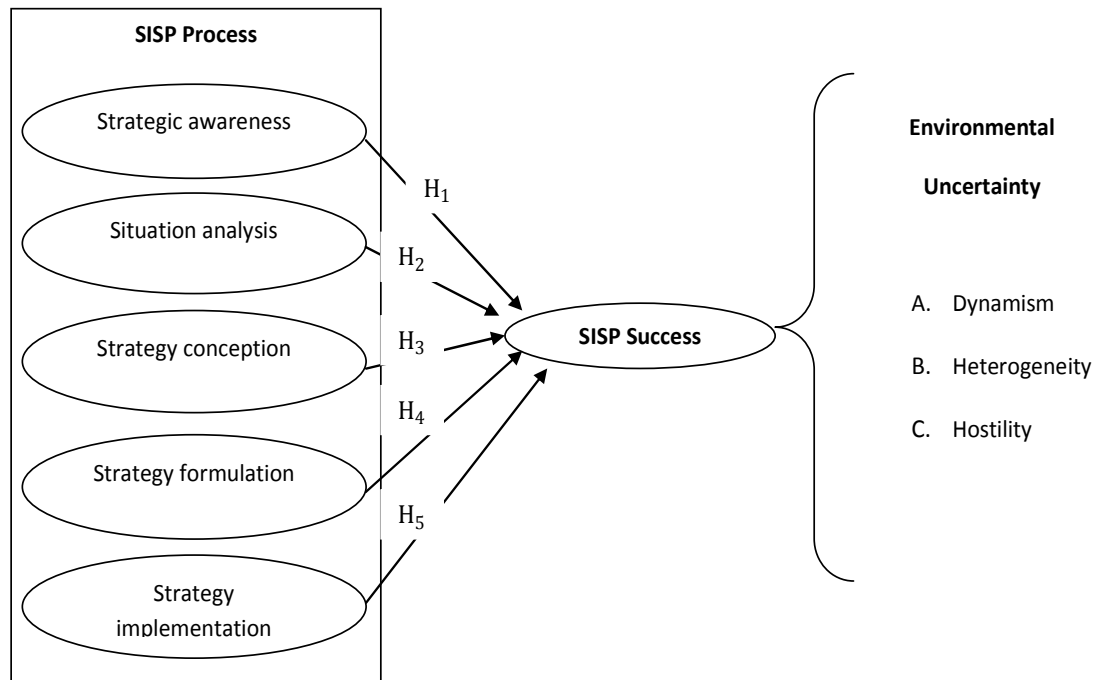 SISP Process
Strategic awareness
Situation analysis
Strategy conception
Strategy formulation
Strategy
implementation
H₁
H₂
H₃
H₄
H₅
SISP Success
Environmental
Uncertainty
A. Dynamism
B. Heterogeneity
C. Hostility